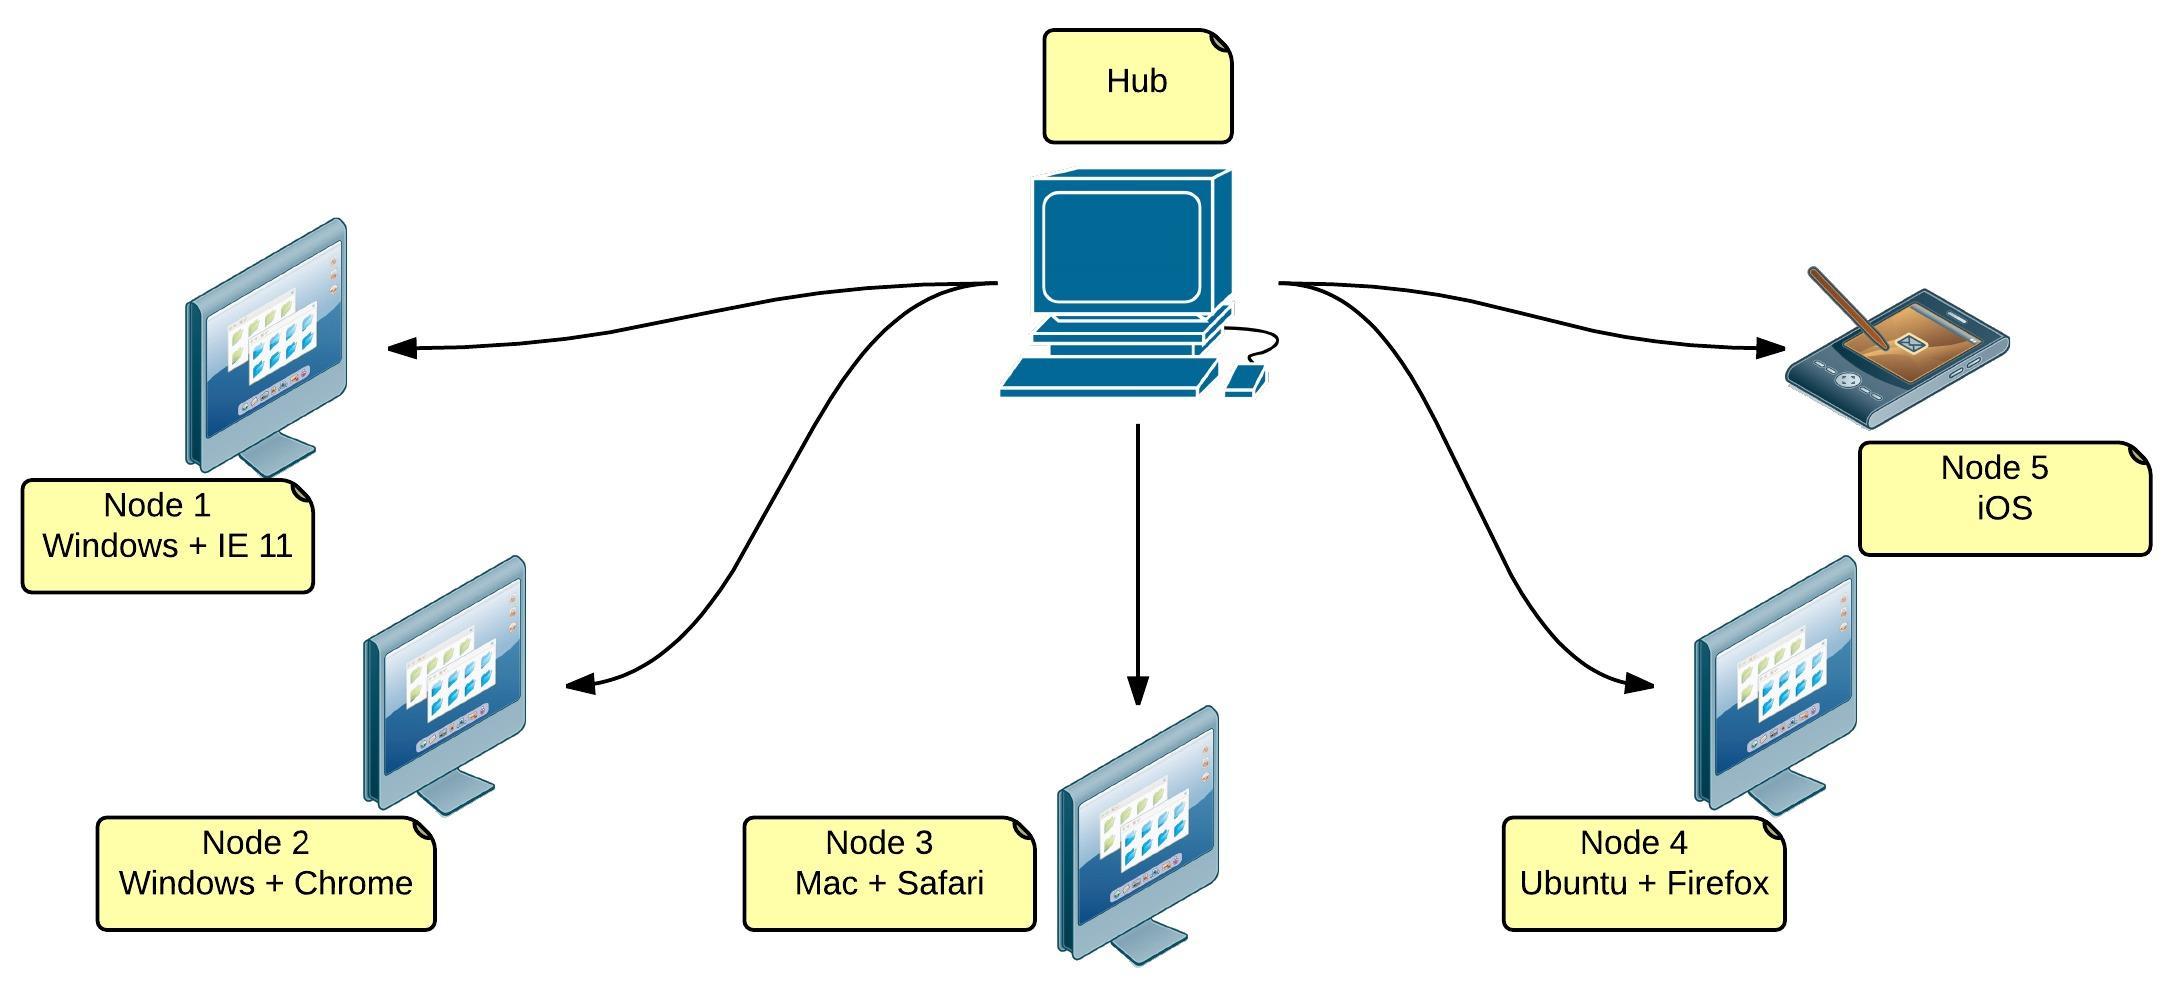 Hub
Node 1
Windows + IE 11
Node 2
Windows + Chrome
Node 3
Mac + Safari
Node 4
Ubuntu + Firefox
Node 5
iOS